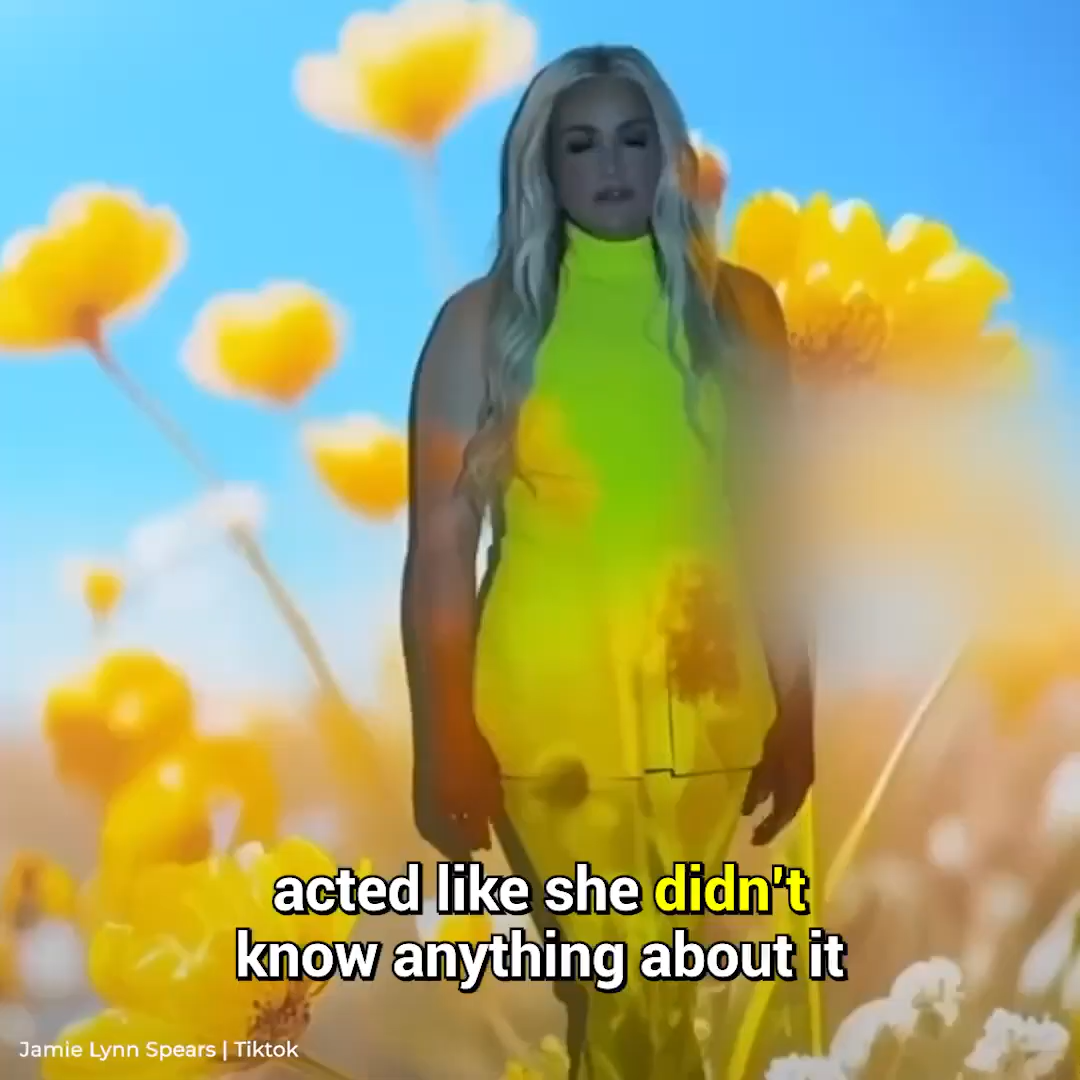 acted like she didn't
know anything about it
Jamie Lynn Spears | Tiktok